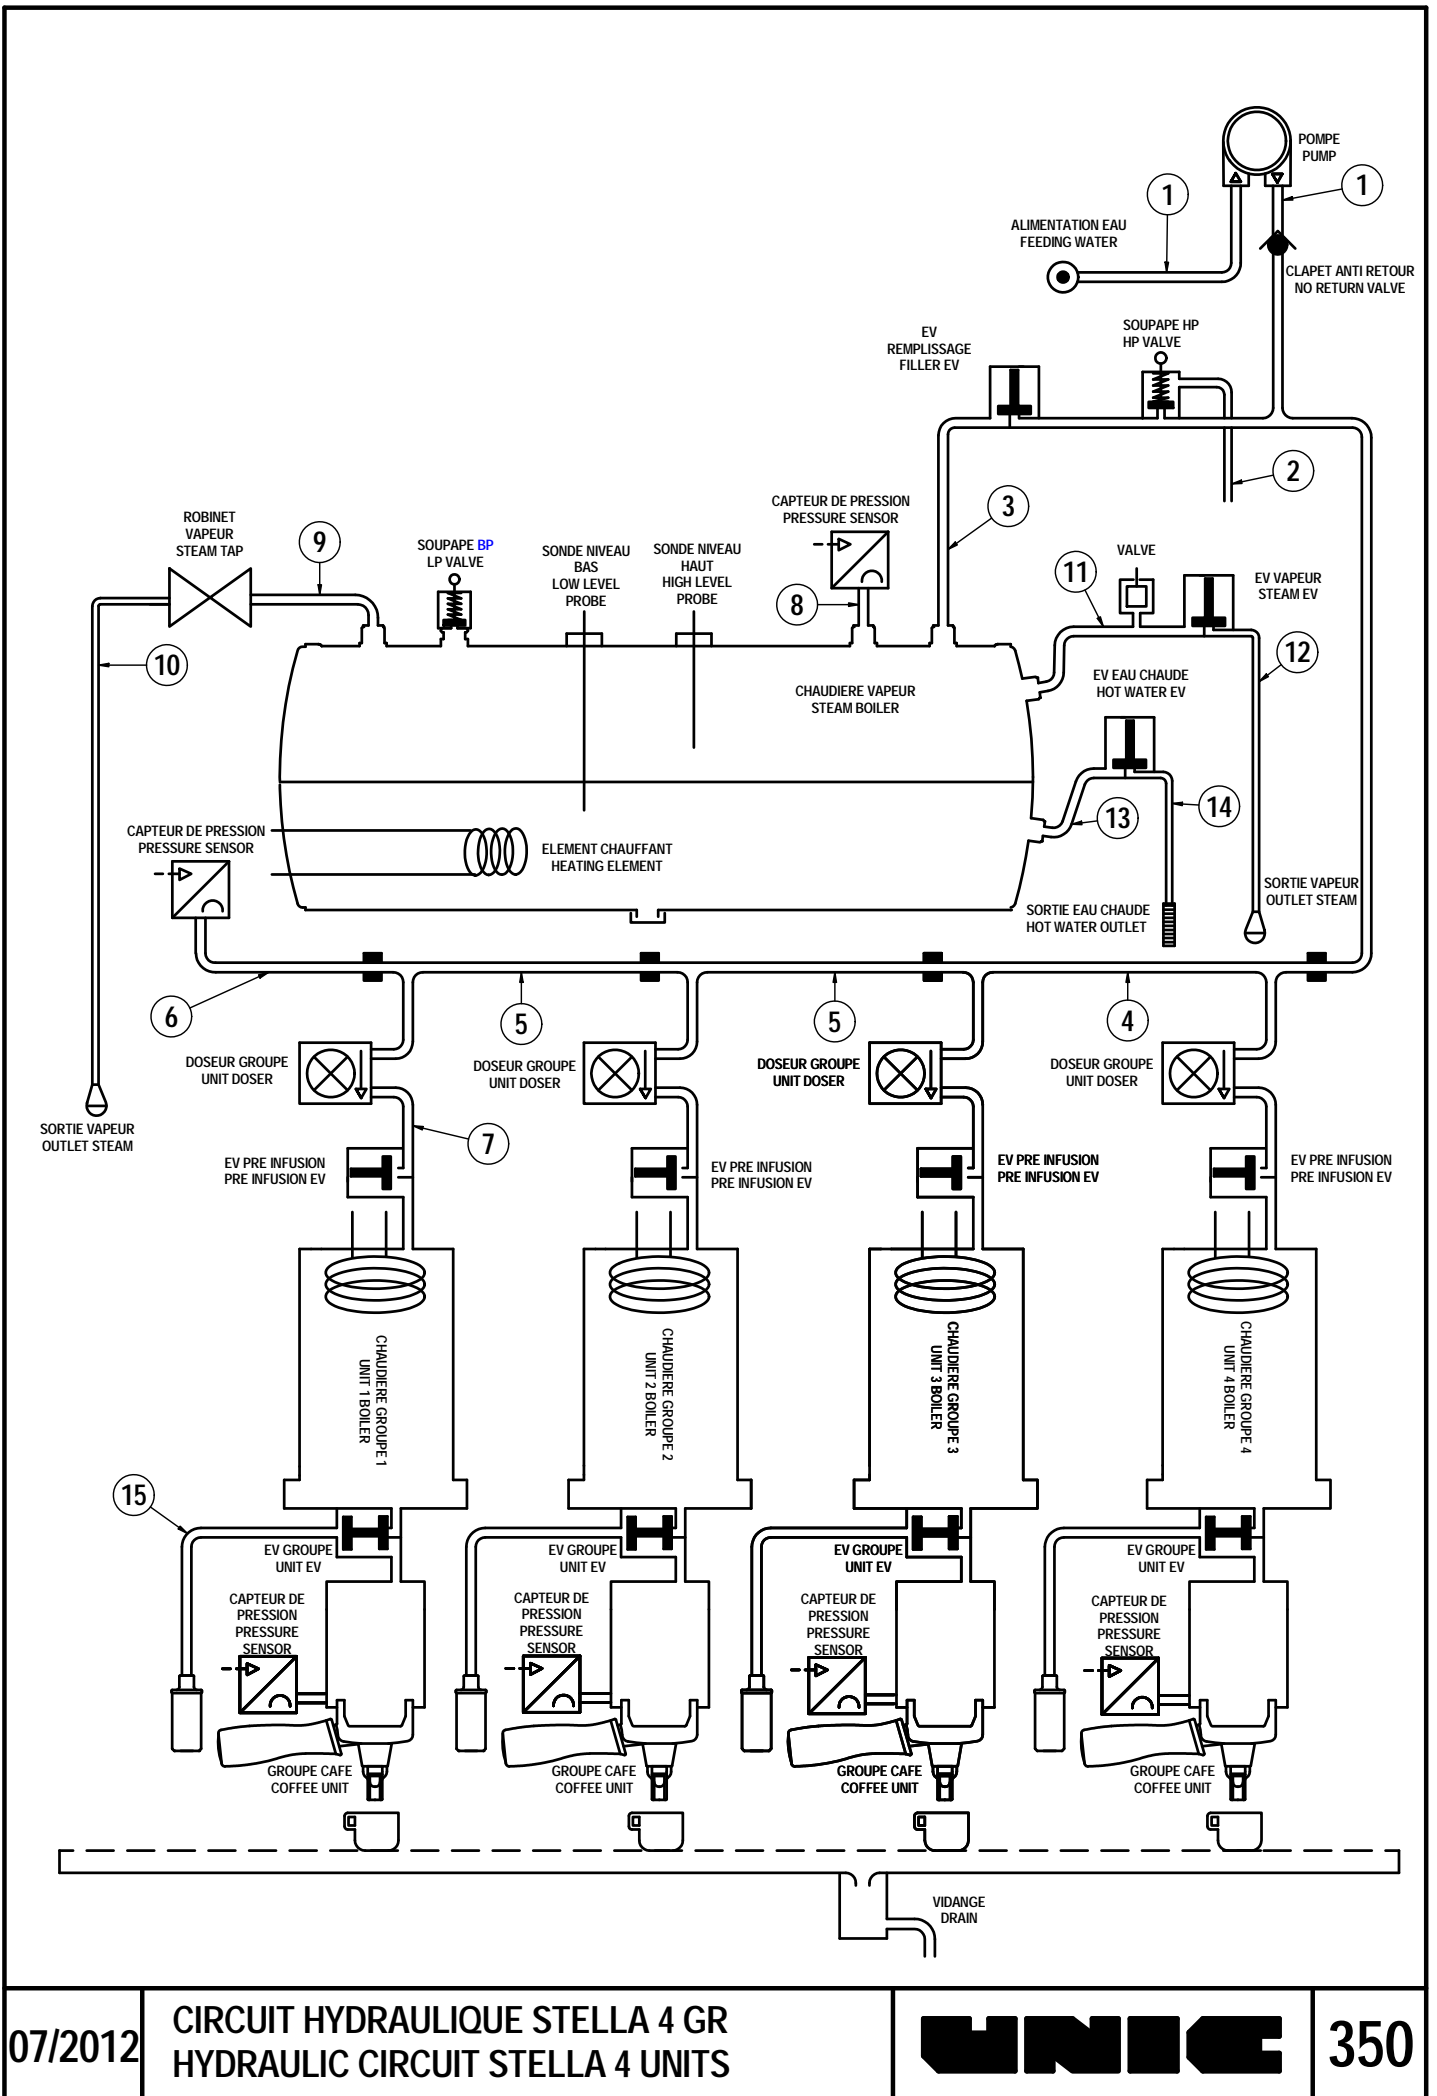 POMPE
PUMP
1
1
ALIMENTATION EAU
FEEDING WATER
CLAPET ANTI RETOUR
NO RETURN VALVE
SOUPAPE HP
HP VALVE
EV
REMPLISSAGE
FILLER EV
2
3
CAPTEUR DE PRESSION
PRESSURE SENSOR
8
ROBINET
VAPEUR
STEAM TAP
9
SOUPAPE BP
LP VALVE
SONDE NIVEAU
BAS
LOW LEVEL
PROBE
SONDE NIVEAU
HAUT
HIGH LEVEL
PROBE
11
VALVE
EV VAPEUR
STEAM EV
10
12
CHAUDIERE VAPEUR
STEAM BOILER
EV EAU CHAUDE
HOT WATER EV
13
14
CAPTEUR DE PRESSION
PRESSURE SENSOR
ELEMENT CHAUFFANT
HEATING ELEMENT
SORTIE EAU CHAUDE
HOT WATER OUTLET
SORTIE VAPEUR
OUTLET STEAM
6
5
5
4
DOSEUR GROUPE
UNIT DOSER
DOSEUR GROUPE
UNIT DOSER
DOSEUR GROUPE
UNIT DOSER
DOSEUR GROUPE
UNIT DOSER
SORTIE VAPEUR
OUTLET STEAM
7
EV PRE INFUSION
PRE INFUSION EV
EV PRE INFUSION
PRE INFUSION EV
EV PRE INFUSION
PRE INFUSION EV
EV PRE INFUSION
PRE INFUSION EV
CHAUDIERE GROUPE 1
UNIT 1 BOILER
CHAUDIERE GROUPE 2
UNIT 2 BOILER
CHAUDIERE GROUPE 3
UNIT 3 BOILER
CHAUDIERE GROUPE 4
UNIT 4 BOILER
15
EV GROUPE
UNIT EV
EV GROUPE
UNIT EV
EV GROUPE
UNIT EV
EV GROUPE
UNIT EV
CAPTEUR DE
PRESSION
PRESSURE
SENSOR
CAPTEUR DE
PRESSION
PRESSURE
SENSOR
CAPTEUR DE
PRESSION
PRESSURE
SENSOR
CAPTEUR DE
PRESSION
PRESSURE
SENSOR
GROUPE CAFE
COFFEE UNIT
GROUPE CAFE
COFFEE UNIT
GROUPE CAFE
COFFEE UNIT
GROUPE CAFE
COFFEE UNIT
VIDANGE
DRAIN
07/2012
CIRCUIT HYDRAULIQUE STELLA 4 GR
HYDRAULIC CIRCUIT STELLA 4 UNITS
UNIC
350